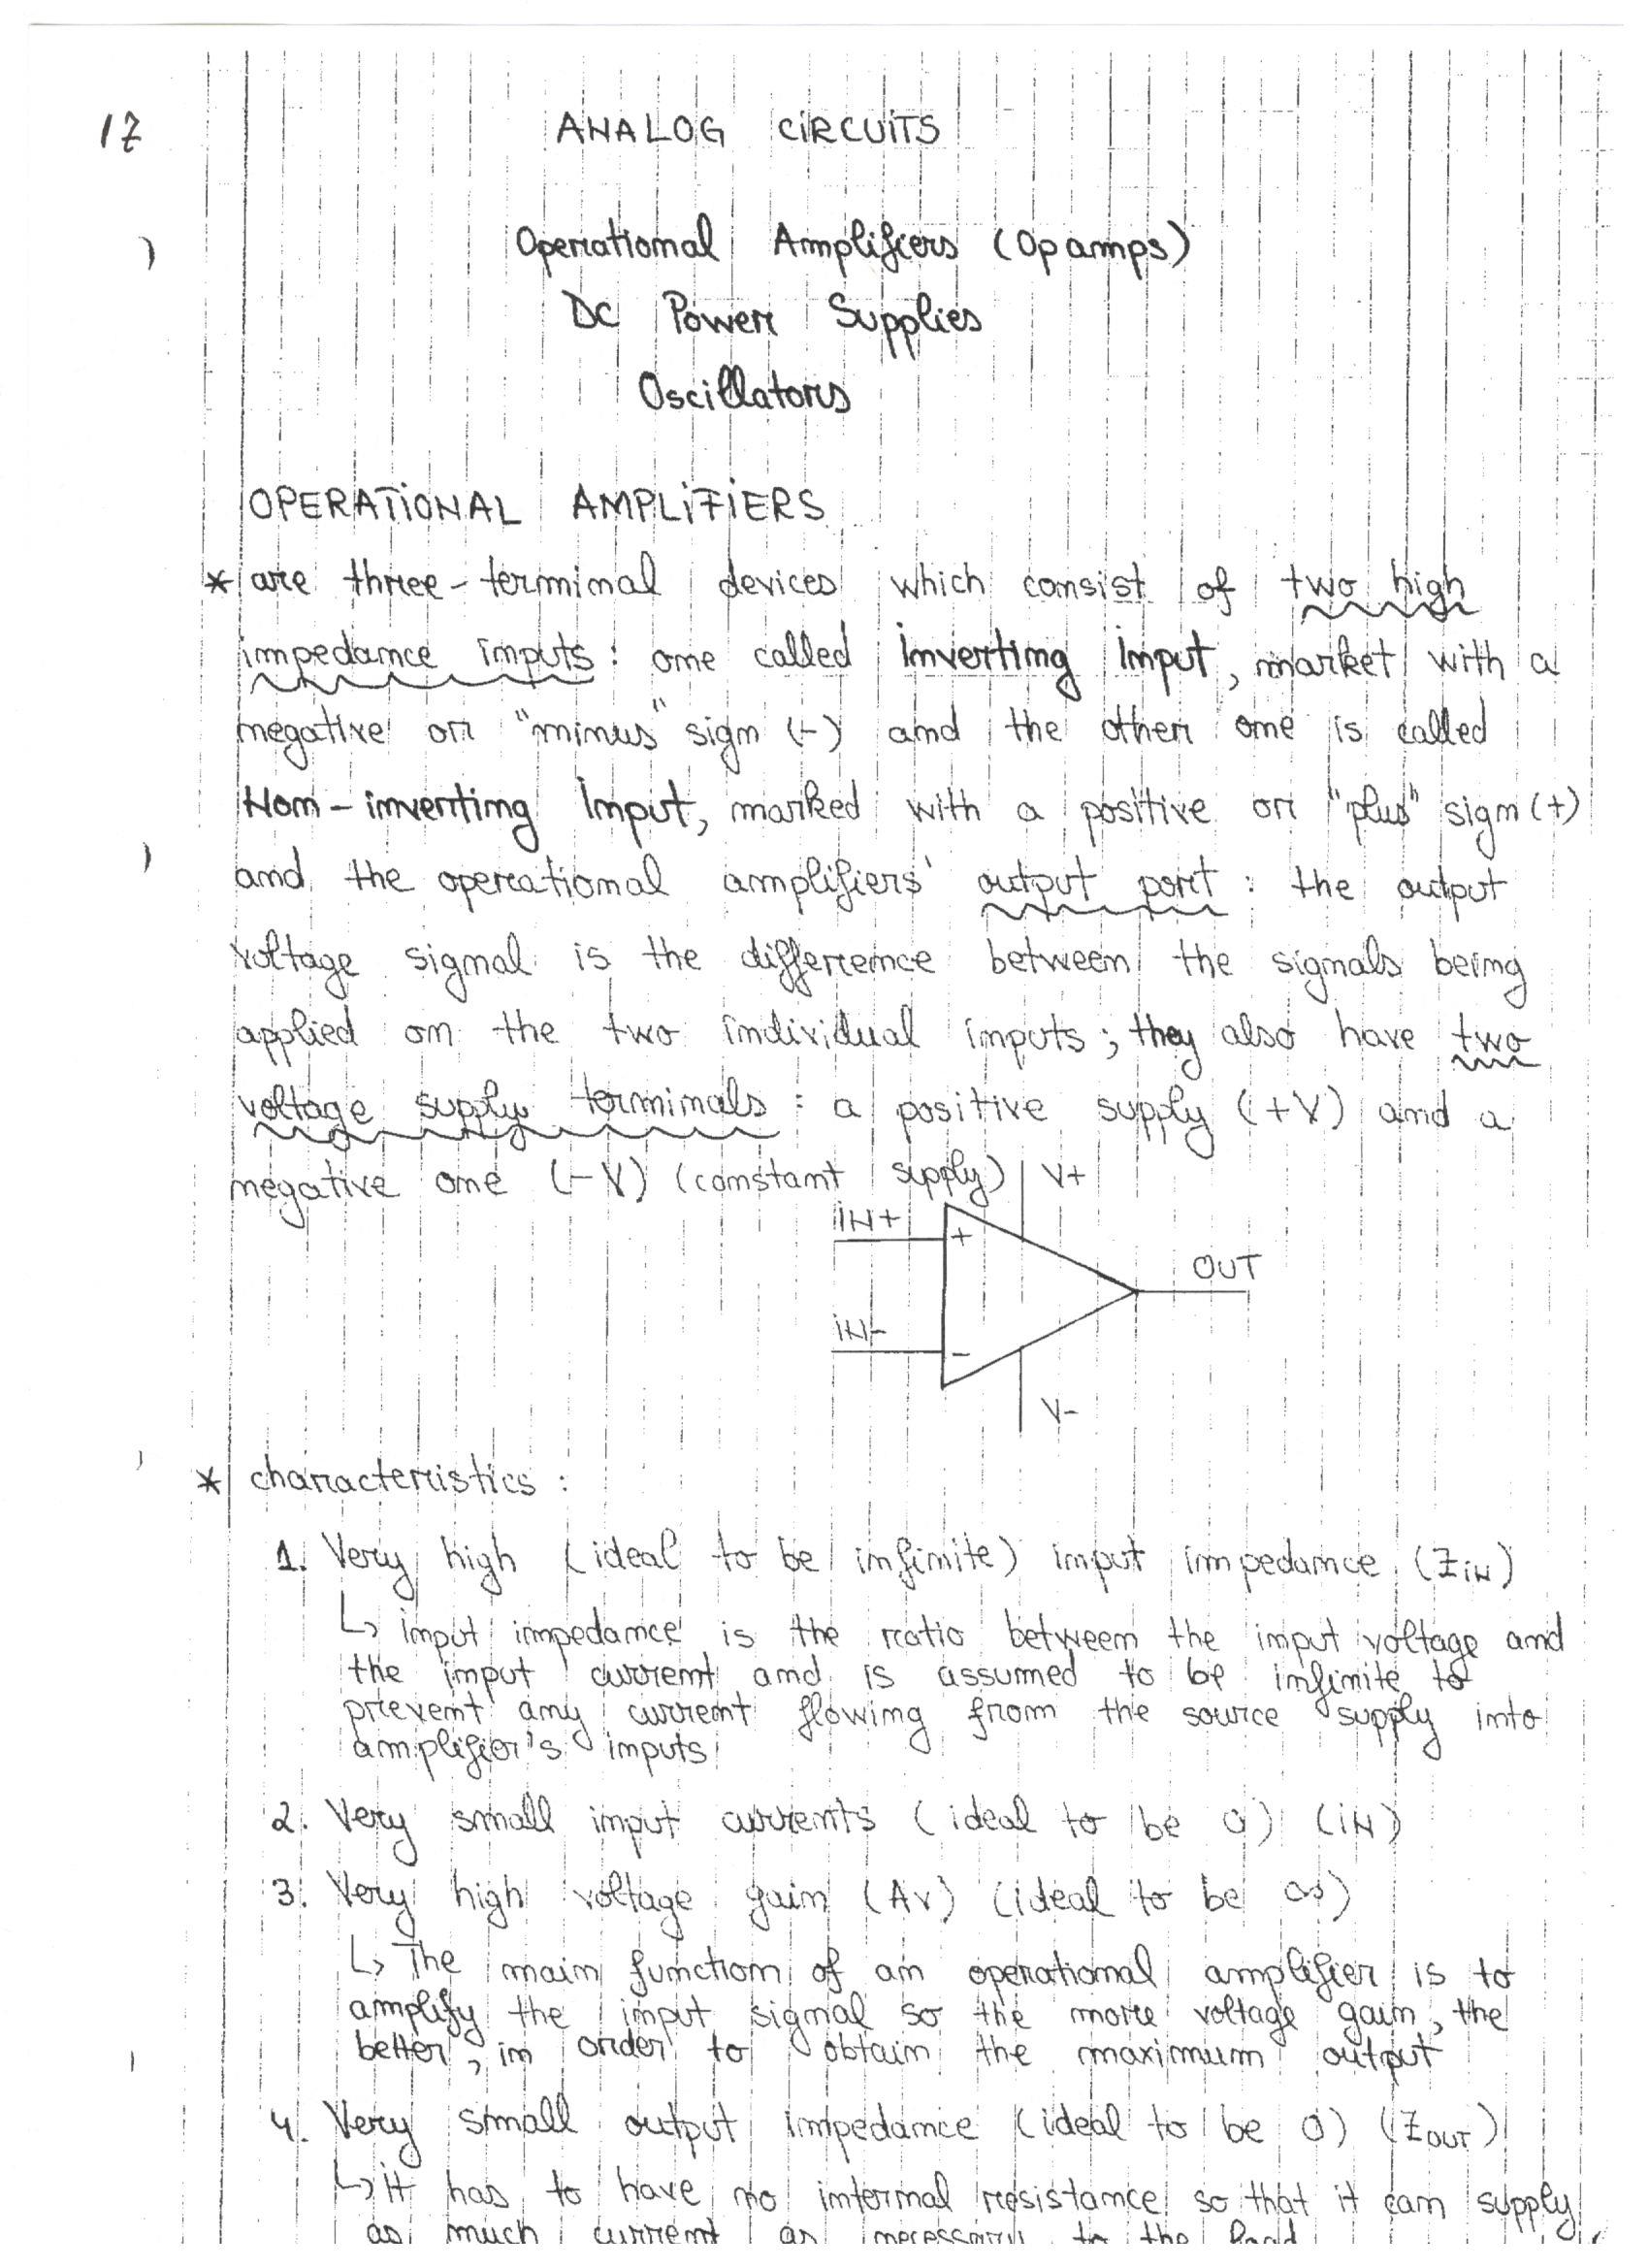 17
ANALOG CIRCUITS
Operational Amplifiers (Op amps)
DC Power Supplies
Oscillators
OPERATIONAL AMPLIFIERS
* are three-terminal devices which consist of two high
impedance inputs : one called inverting Input, market with a
negative or "minus" sign (-) and the other one is called
Non-inverting Input, marked with a positive or "plus" sign (+)
and the operational amplifiers' output port : the output
voltage signal is the difference between the signals being
applied on the two individual inputs ; they also have two
voltage supply terminals : a positive supply (+V) and a
negative one (-V) (constant supply)
V+
IN+
+
OUT
IN-
-
V-
* characteristics :
1. Very high (ideal to be infinite) input impedance (ZIN)
↳ input impedance is the ratio between the input voltage and
the input current and is assumed to be infinite to
prevent any current flowing from the source supply into
amplifier's inputs
2. Very small input currents (ideal to be 0) (iN)
3. Very high voltage gain (AV) (ideal to be ∞)
↳ The main function of an operational amplifier is to
amplify the input signal so the more voltage gain, the
better, in order to obtain the maximum output
4. Very small output impedance (ideal to be 0) (ZOUT)
↳ it has to have no internal resistance so that it can supply
as much current as necessary to the load